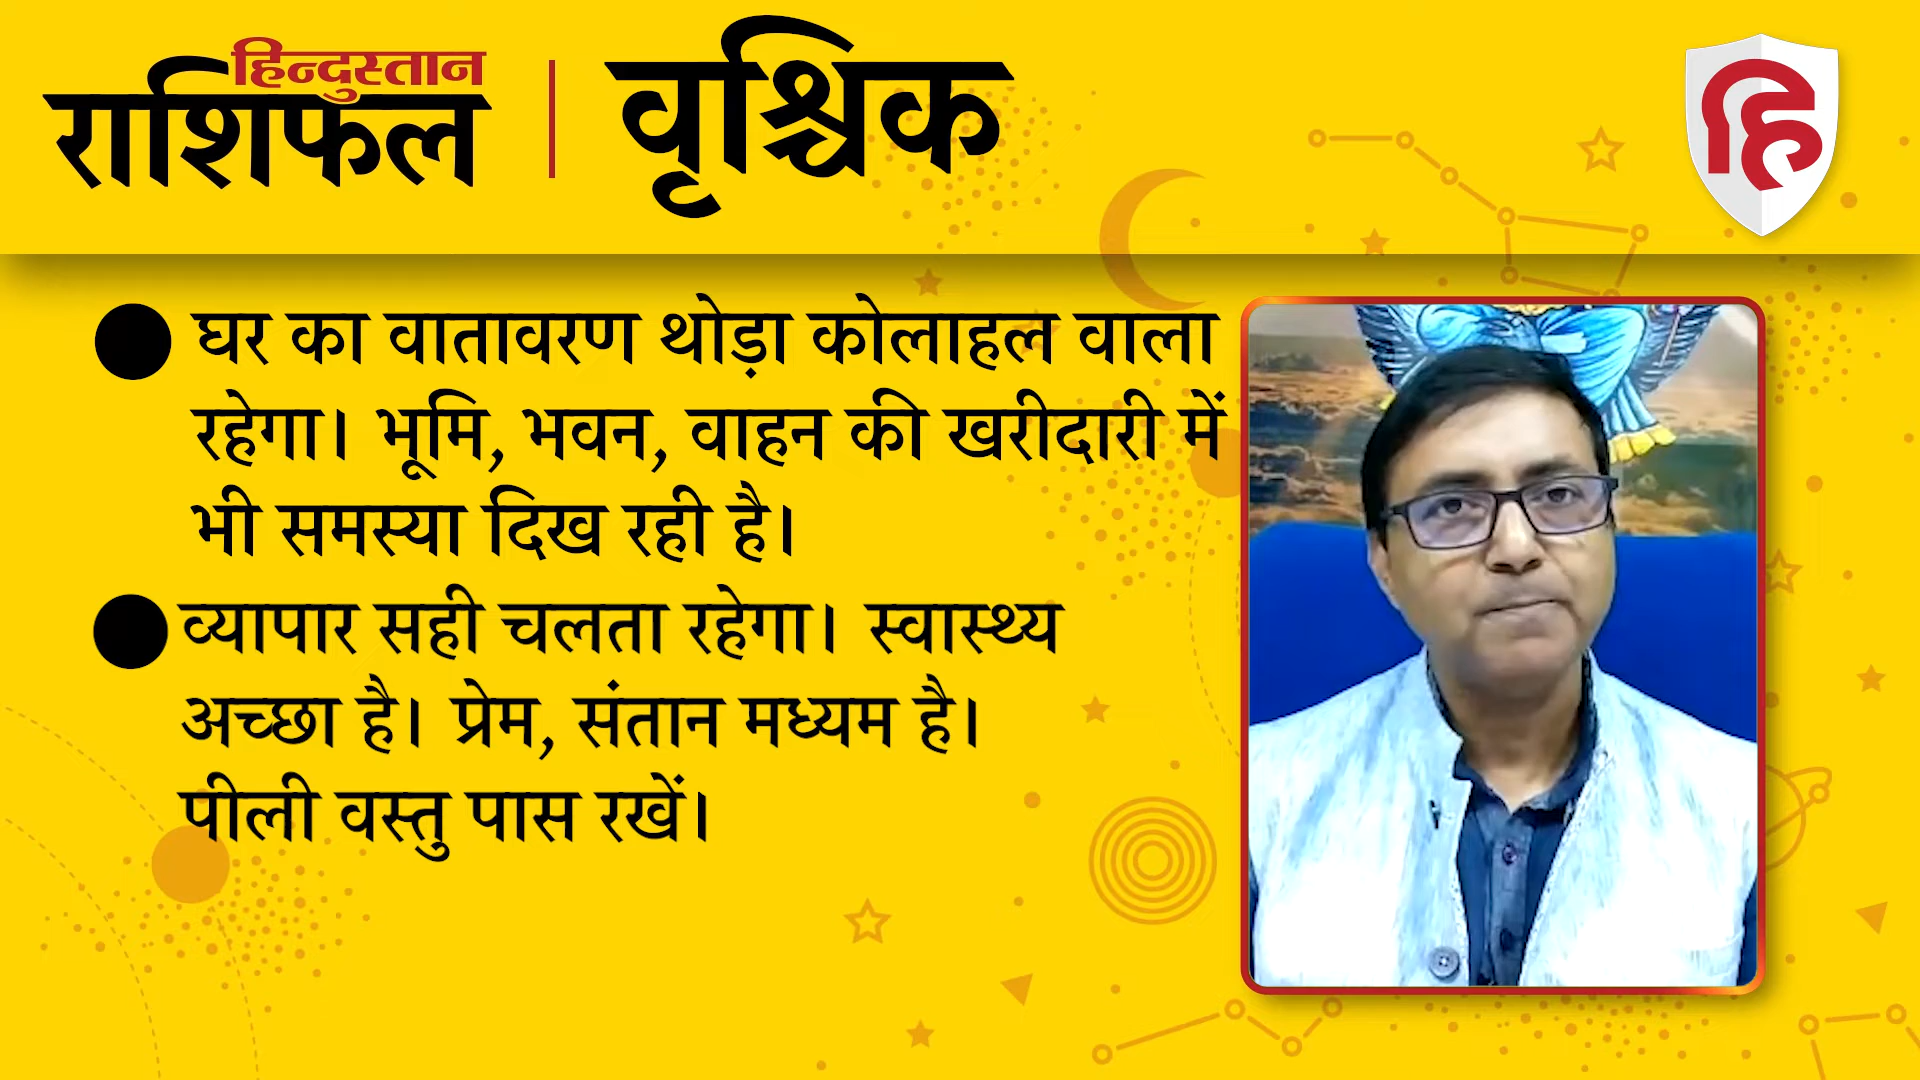 हिन्दुस्तान
राशिफल
वृश्चिक
हि
घर का वातावरण थोड़ा कोलाहल वाला
रहेगा। भूमि, भवन, वाहन की खरीदारी में
भी समस्या दिख रही है।
व्यापार सही चलता रहेगा। स्वास्थ्य
अच्छा है। प्रेम, संतान मध्यम है।
पीली वस्तु पास रखें।